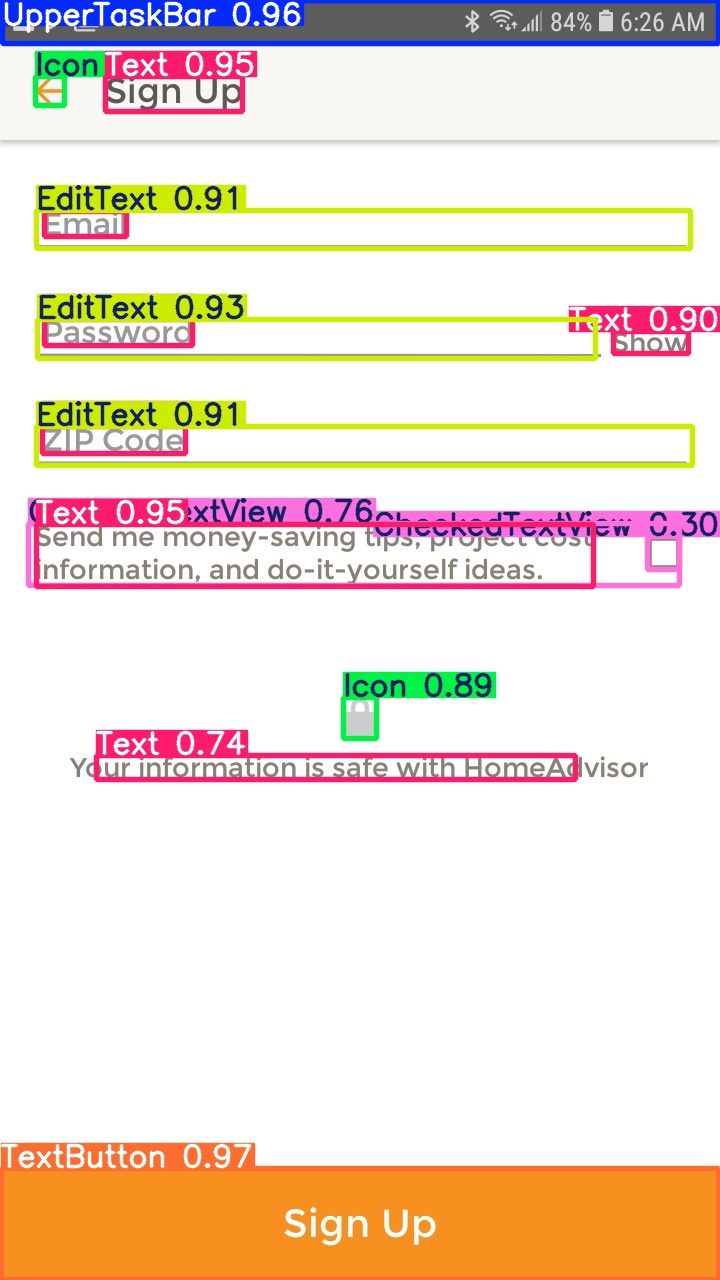 UpperTaskBar 0.96
84% 6:26 AM
Icon Text 0.95
Sign Up
EditText 0.91
Email
EditText 0.93
Password
Text 0.90
Show
EditText 0.91
ZIP Code
Text 0.95 extView 0.76 CheckedTextView 0.30
Send me money-saving tips, project cost
information, and do-it-yourself ideas.
Icon 0.89
Text 0.74
Your information is safe with HomeAdvisor
TextButton 0.97
Sign Up